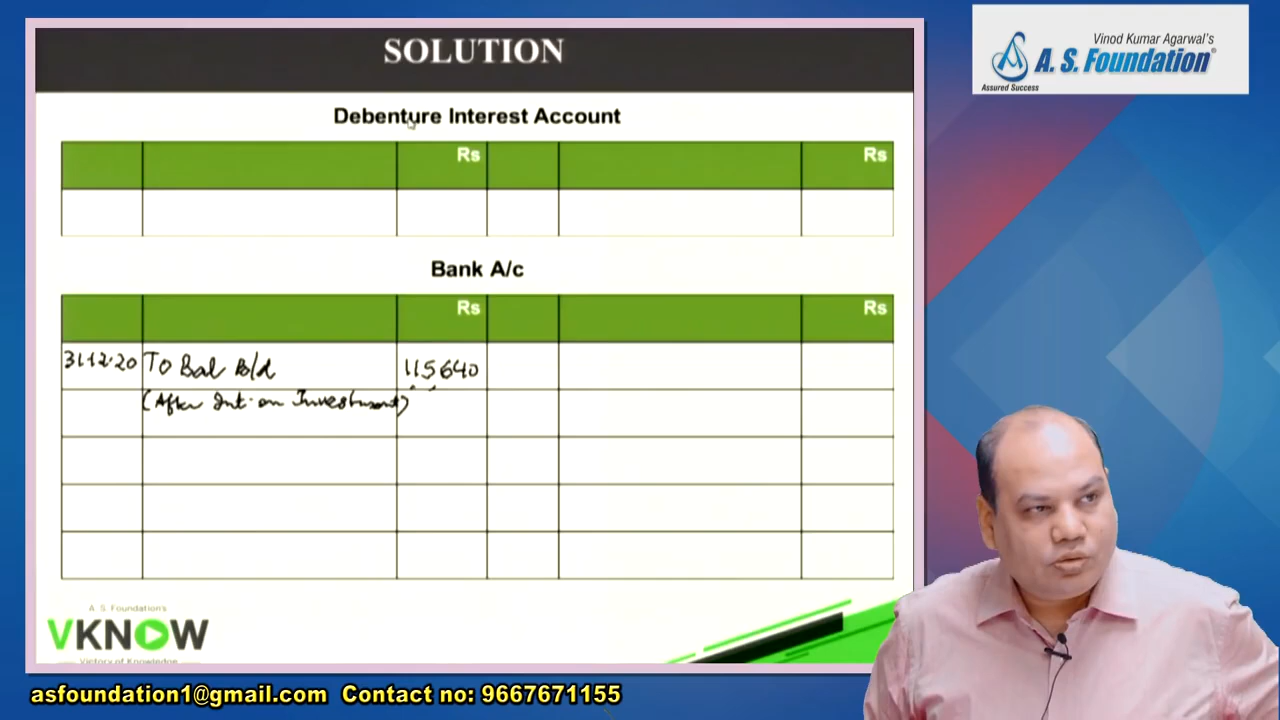 SOLUTION
Vinod Kumar Agarwal's
A. S. Foundation®
Assured Success
Debenture Interest Account
Rs Rs
Bank A/c
Rs Rs
31.12.20 To Bal B/d 115640
(After Int. on Investment)
A. S. Foundation's
VKNOW
Victory of Knowledge
asfoundation1@gmail.com Contact no: 9667671155